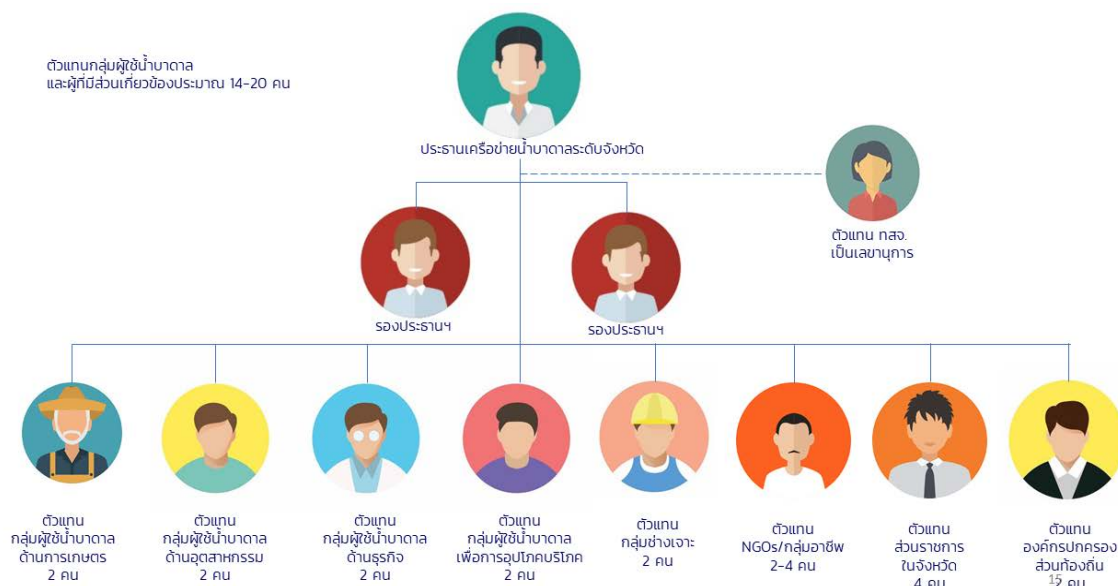 ตัวแทนกลุ่มผู้ใช้น้ำบาดาล
และผู้ที่มีส่วนเกี่ยวข้องประมาณ 14-20 คน
ประธานเครือข่ายน้ำบาดาลระดับจังหวัด
ตัวแทน ทสจ.
เป็นเลขานุการ
รองประธานฯ
รองประธานฯ
ตัวแทน
กลุ่มผู้ใช้น้ำบาดาล
ด้านการเกษตร
2 คน
ตัวแทน
กลุ่มผู้ใช้น้ำบาดาล
ด้านอุตสาหกรรม
2 คน
ตัวแทน
กลุ่มผู้ใช้น้ำบาดาล
ด้านธุรกิจ
2 คน
ตัวแทน
กลุ่มผู้ใช้น้ำบาดาล
เพื่อการอุปโภคบริโภค
2 คน
ตัวแทน
กลุ่มช่างเจาะ
2 คน
ตัวแทน
NGOs/กลุ่มอาชีพ
2-4 คน
ตัวแทน
ส่วนราชการ
ในจังหวัด
4 คน
ตัวแทน
องค์กรปกครอง
ส่วนท้องถิ่น
2 คน
15